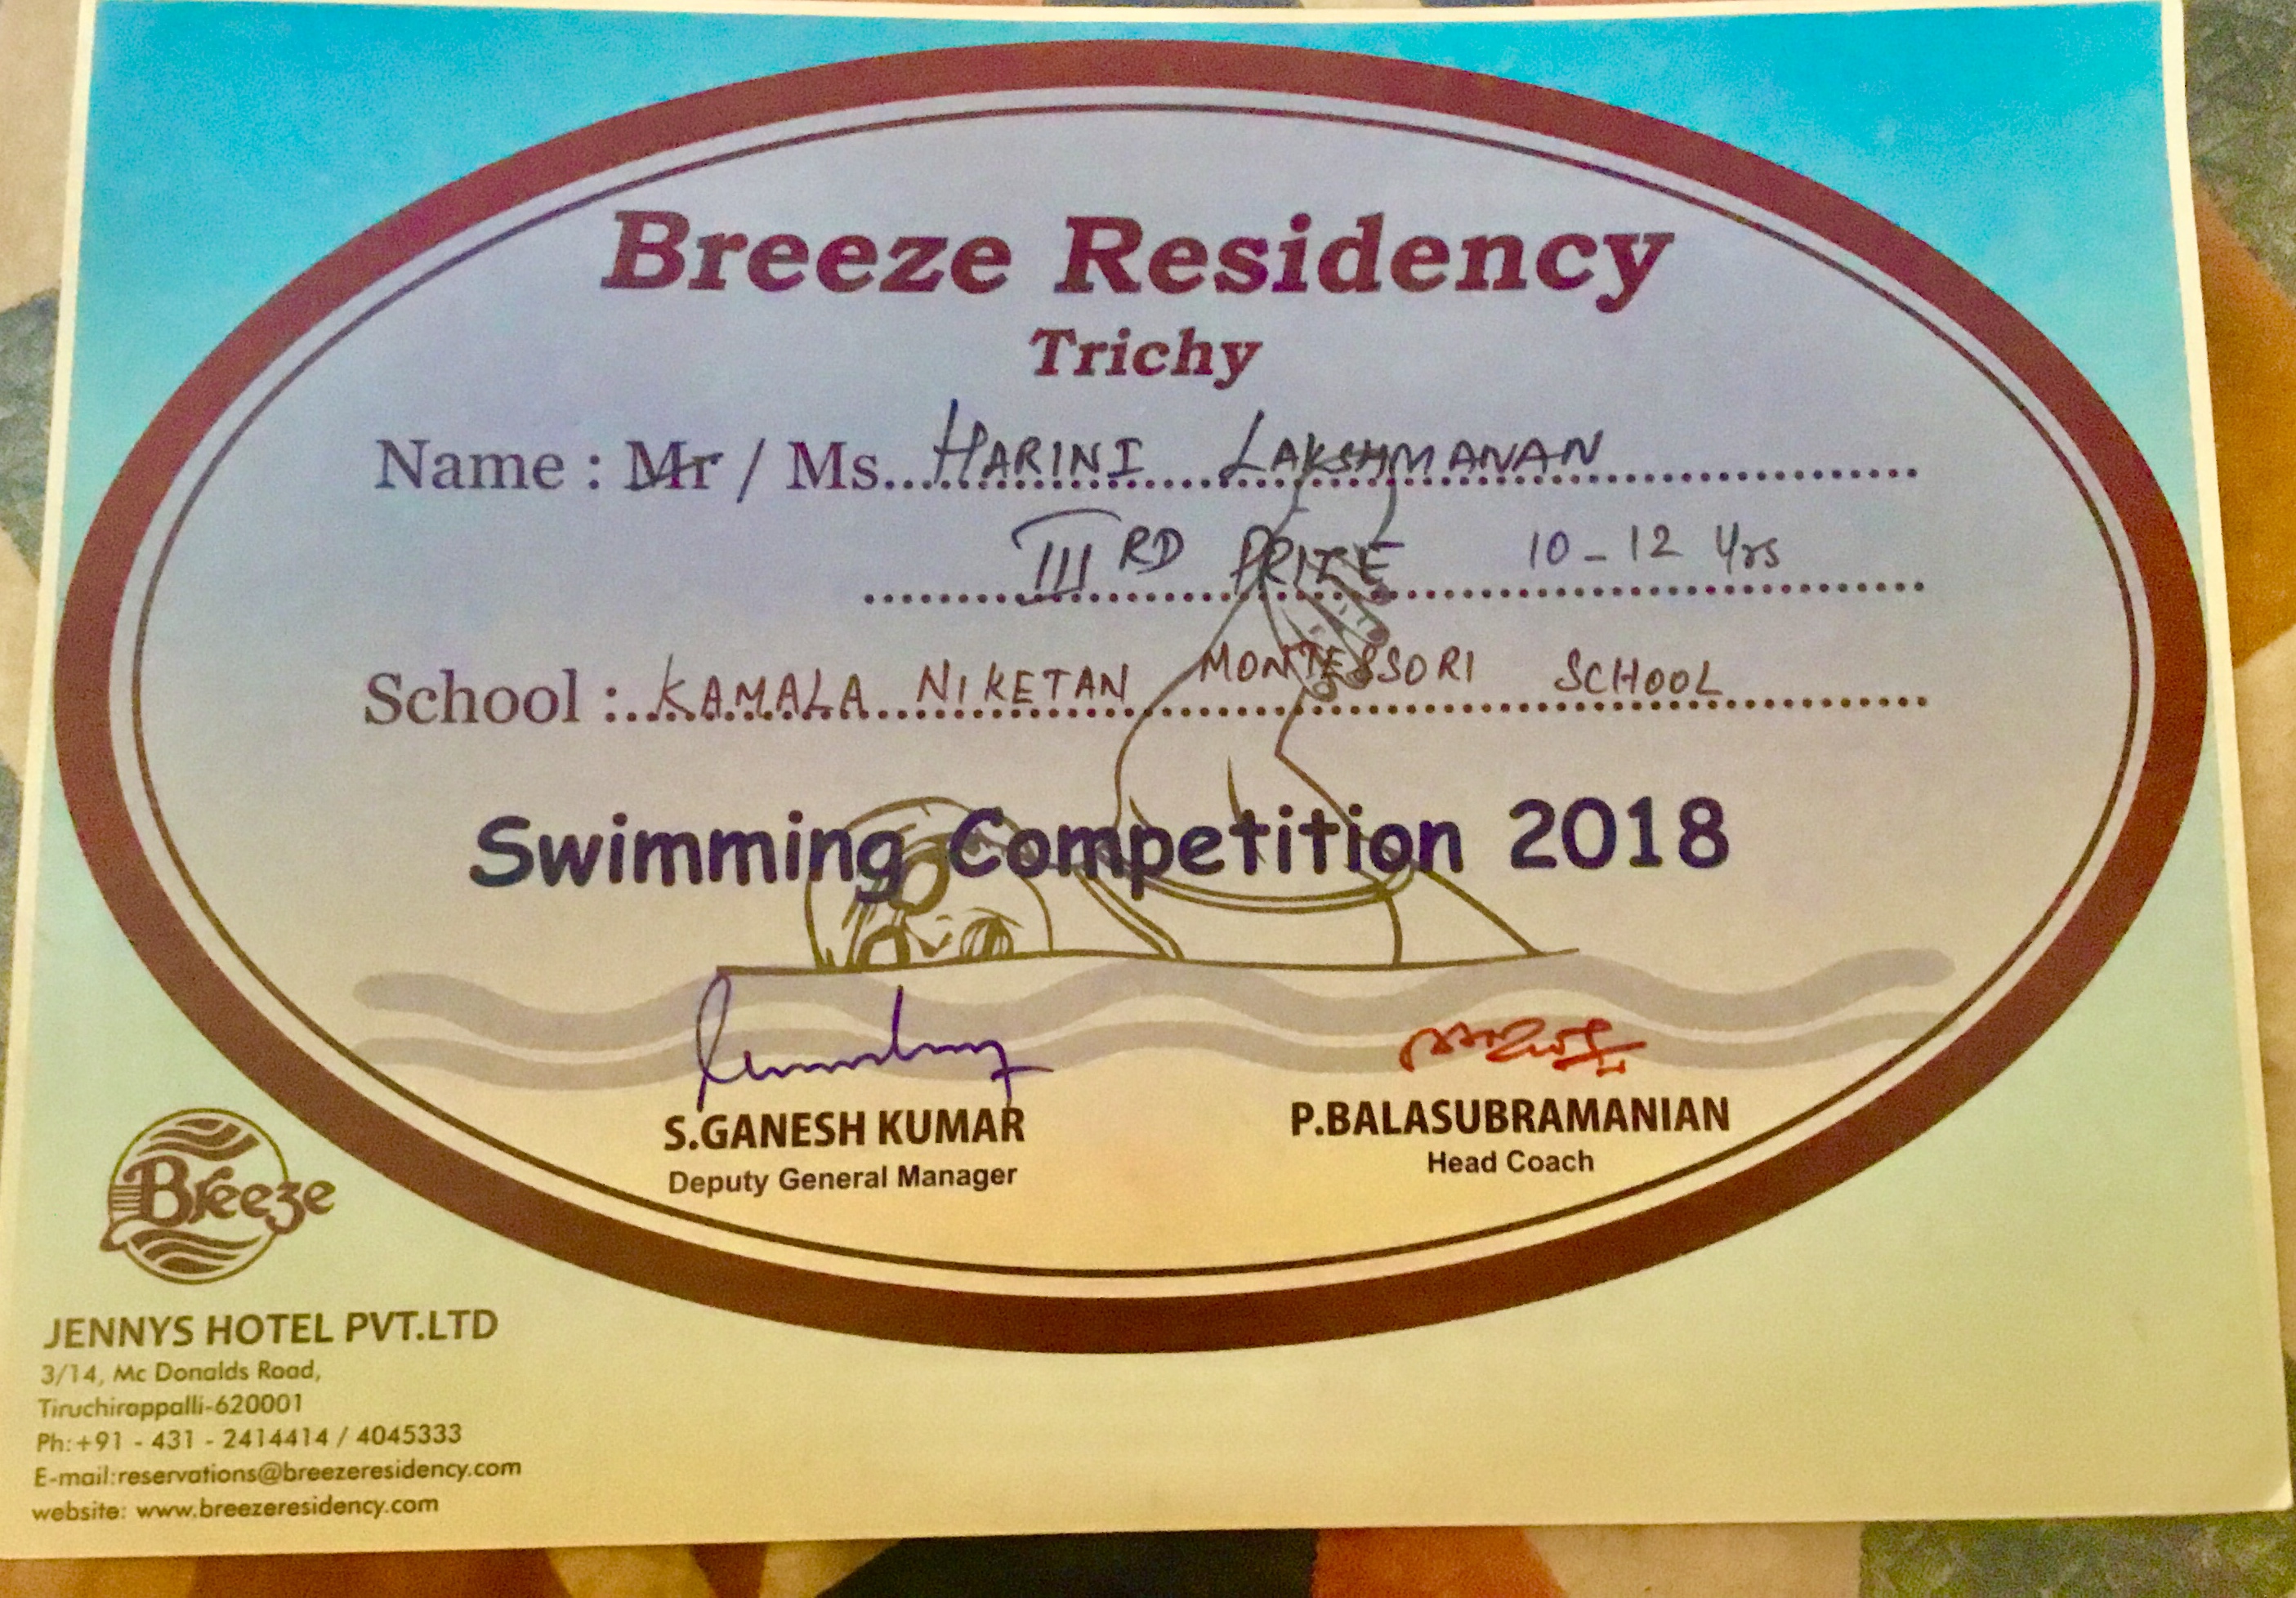 Breeze Residency
Trichy
Name : Mr / Ms. HARINI LAKSHMANAN
III RD PRIZE 10-12 Yrs
School : KAMALA NIKETAN MONTESSORI SCHOOL
Swimming Competition 2018
S.GANESH KUMAR
Deputy General Manager
P.BALASUBRAMANIAN
Head Coach
Breeze
JENNYS HOTEL PVT.LTD
3/14, Mc Donalds Road,
Tiruchirappalli-620001
Ph:+91 - 431 - 2414414 / 4045333
E-mail:reservations@breezeresidency.com
website: www.breezeresidency.com